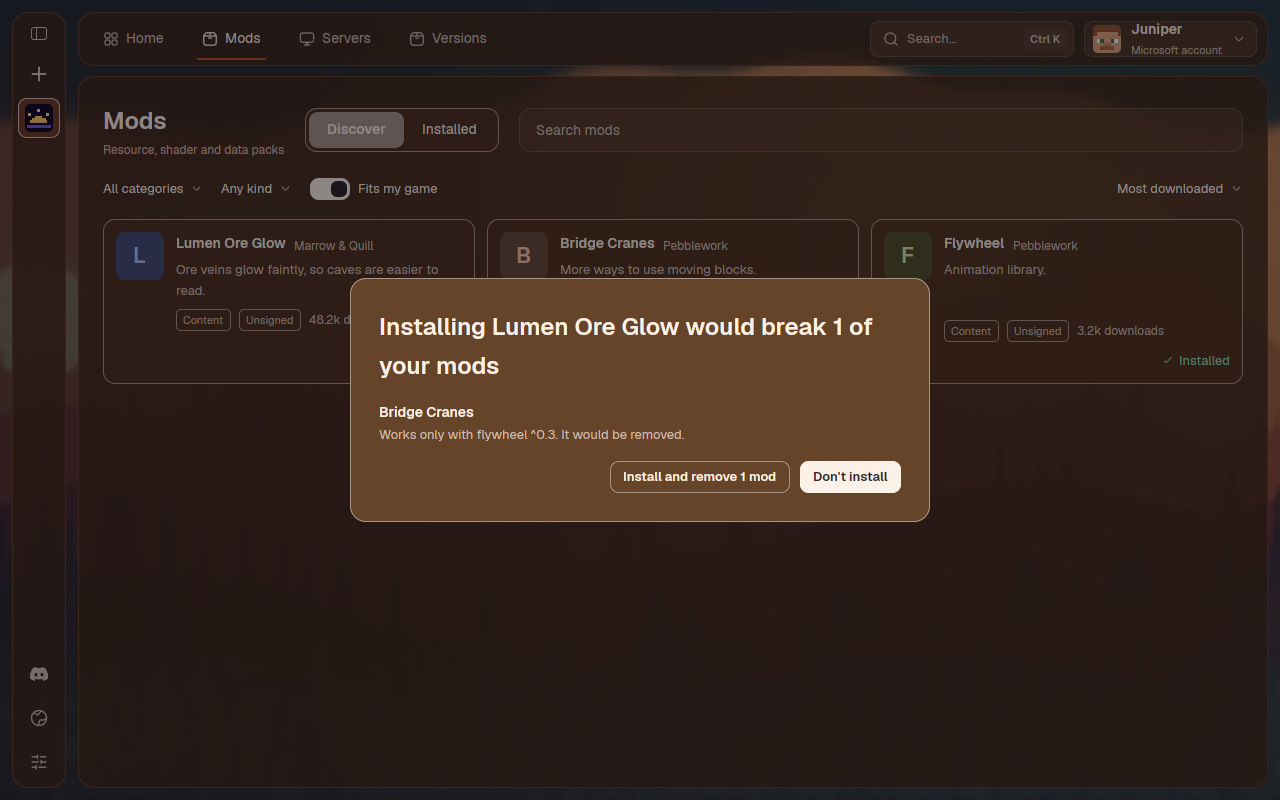 Home
Mods
Servers
Versions
Search...
Ctrl K
Juniper
Microsoft account
Mods
Resource, shader and data packs
Discover
Installed
Search mods
All categories
Any kind
Fits my game
Most downloaded
L
Lumen Ore Glow
Marrow & Quill
Ore veins glow faintly, so caves are easier to
read.
Content
Unsigned
48.2k d
B
Bridge Cranes
Pebblework
More ways to use moving blocks.
F
Flywheel
Pebblework
Animation library.
Content
Unsigned
3.2k downloads
Installed
Installing Lumen Ore Glow would break 1 of
your mods
Bridge Cranes
Works only with flywheel ^0.3. It would be removed.
Install and remove 1 mod
Don't install